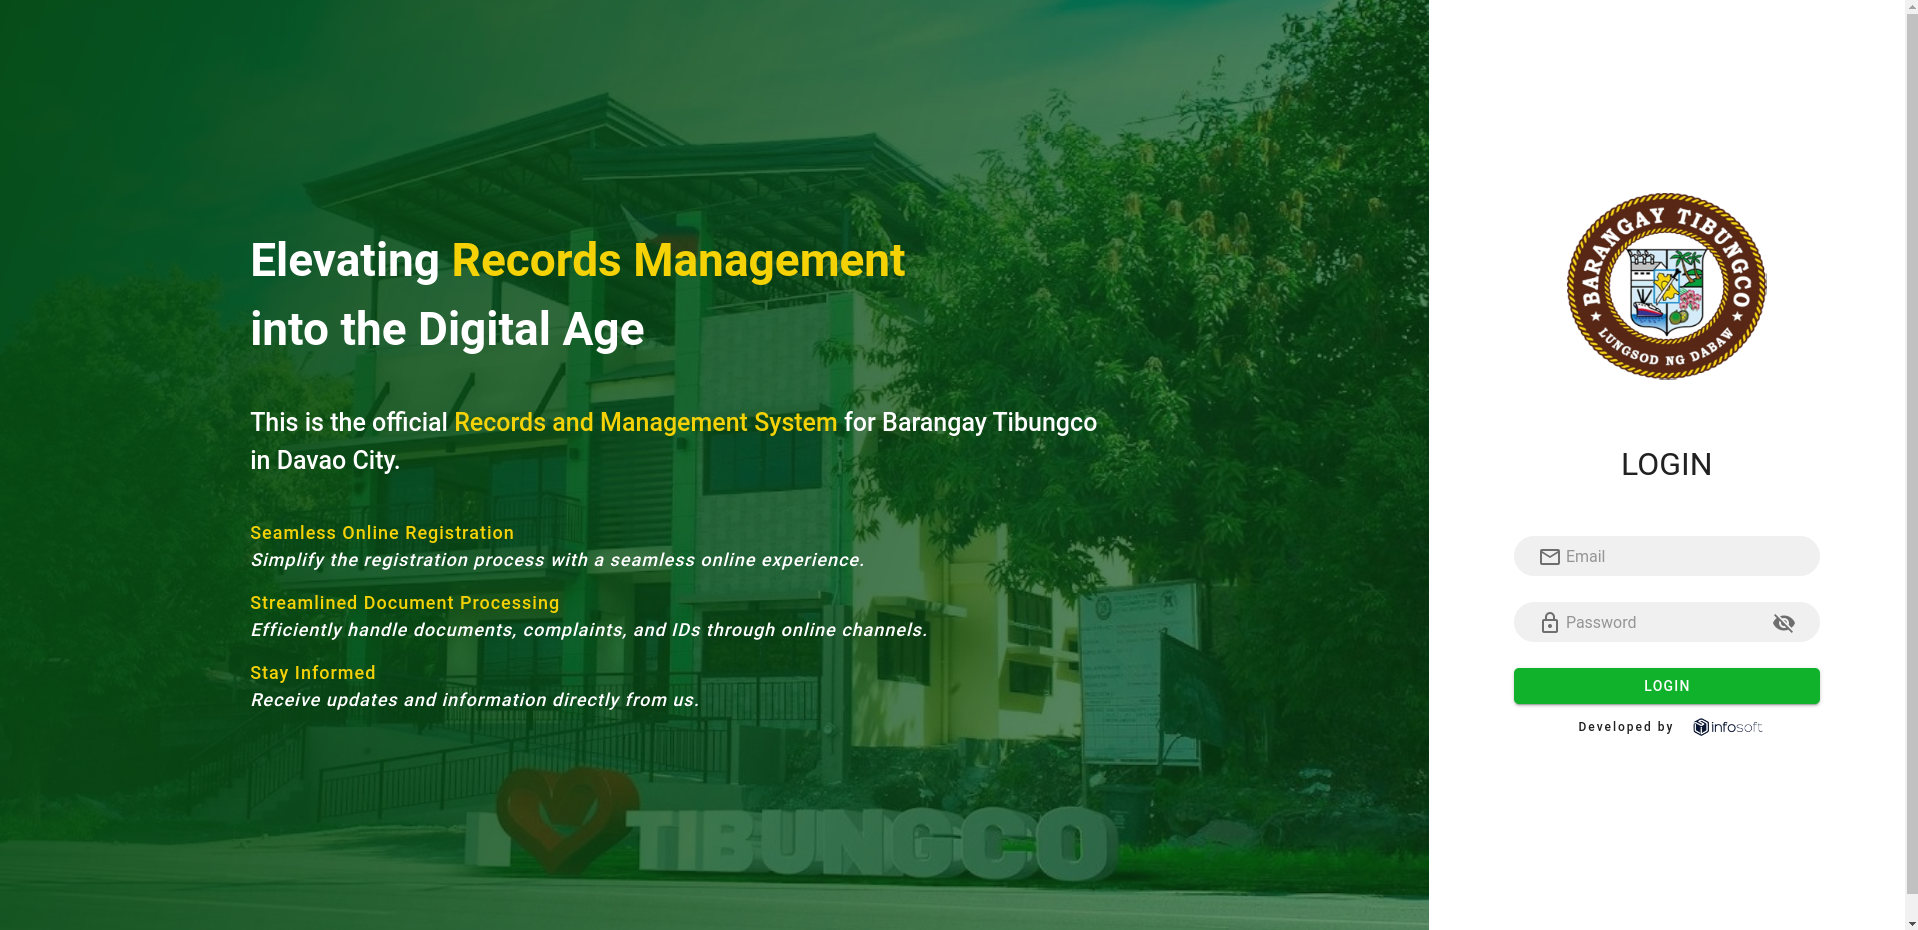 Elevating Records Management
into the Digital Age
This is the official Records and Management System for Barangay Tibungco
in Davao City.
Seamless Online Registration
Simplify the registration process with a seamless online experience.
Streamlined Document Processing
Efficiently handle documents, complaints, and IDs through online channels.
Stay Informed
Receive updates and information directly from us.
I TIBUNGCO
BARANGAY TIBUNGCO
LUNGSOD NG DABAW
LOGIN
Email
Password
LOGIN
Developed by infosoft